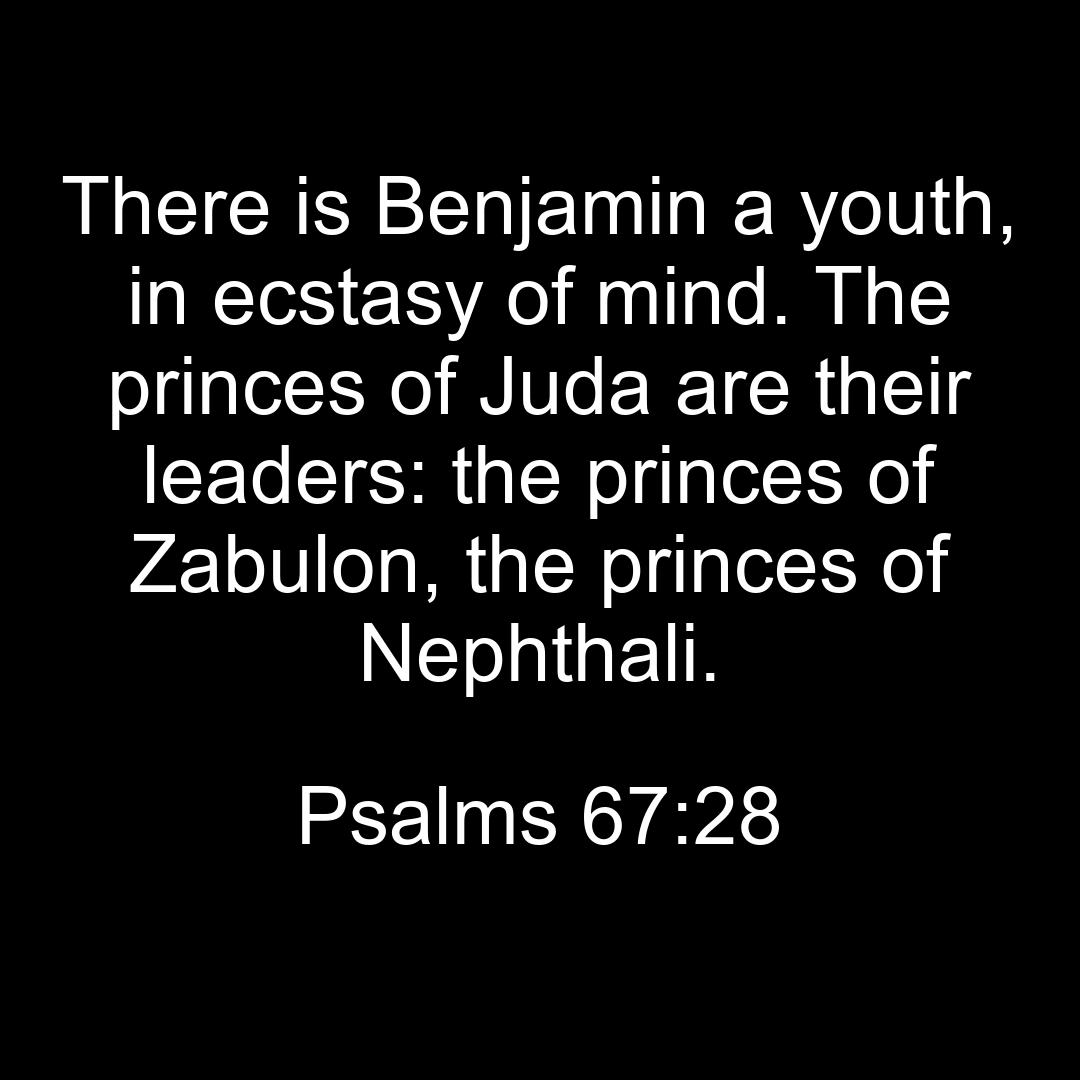 There is Benjamin a youth,
in ecstasy of mind. The
princes of Juda are their
leaders: the princes of
Zabulon, the princes of
Nephthali.
Psalms 67:28